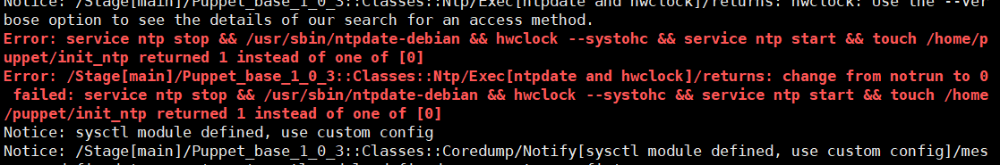 Notice: /Stage[main]/Puppet_base_1_0_3::Classes::Ntp/Exec[ntpdate and hwclock]/returns: hwclock: Use the --ver
bose option to see the details of our search for an access method.
Error: service ntp stop && /usr/sbin/ntpdate-debian && hwclock --systohc && service ntp start && touch /home/p
uppet/init_ntp returned 1 instead of one of [0]
Error: /Stage[main]/Puppet_base_1_0_3::Classes::Ntp/Exec[ntpdate and hwclock]/returns: change from notrun to 0
 failed: service ntp stop && /usr/sbin/ntpdate-debian && hwclock --systohc && service ntp start && touch /home
/puppet/init_ntp returned 1 instead of one of [0]
Notice: sysctl module defined, use custom config
Notice: /Stage[main]/Puppet_base_1_0_3::Classes::Coredump/Notify[sysctl module defined, use custom config]/mes